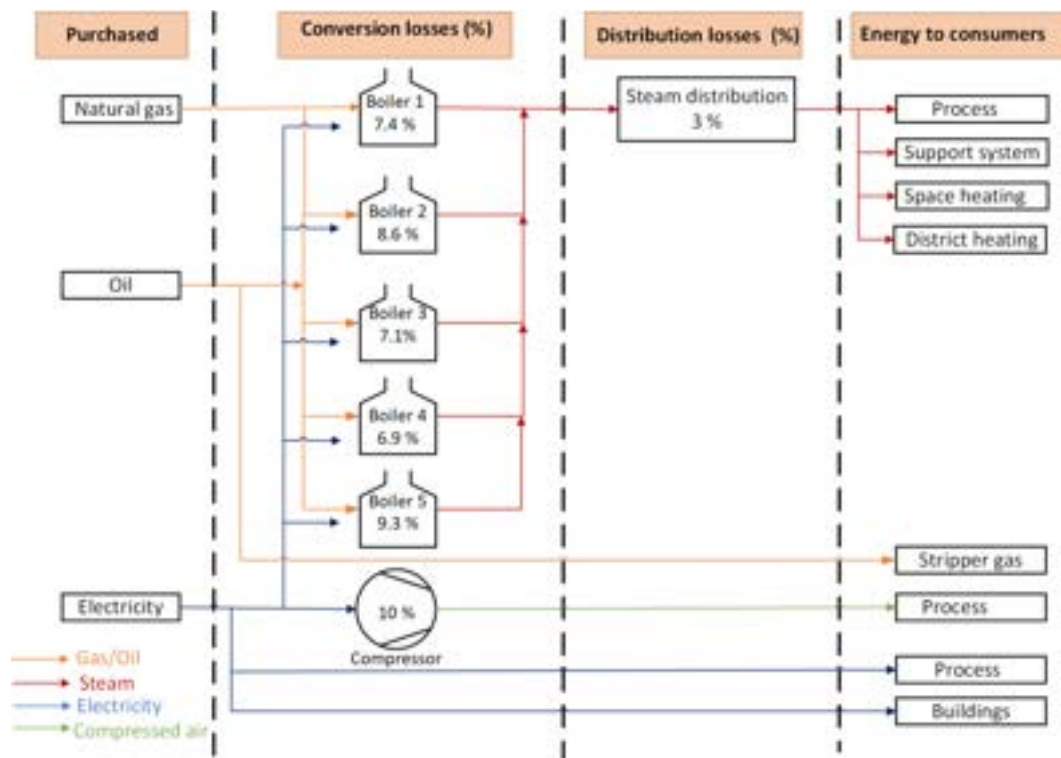 Purchased
Conversion losses (%)
Distribution losses (%)
Energy to consumers
Natural gas
Boiler 1
7.4 %
Steam distribution
3 %
Process
Support system
Space heating
District heating
Boiler 2
8.6 %
Oil
Boiler 3
7.1%
Boiler 4
6.9 %
Boiler 5
9.3 %
Stripper gas
Electricity
10 %
Compressor
Process
Process
Buildings
Gas/Oil
Steam
Electricity
Compressed air